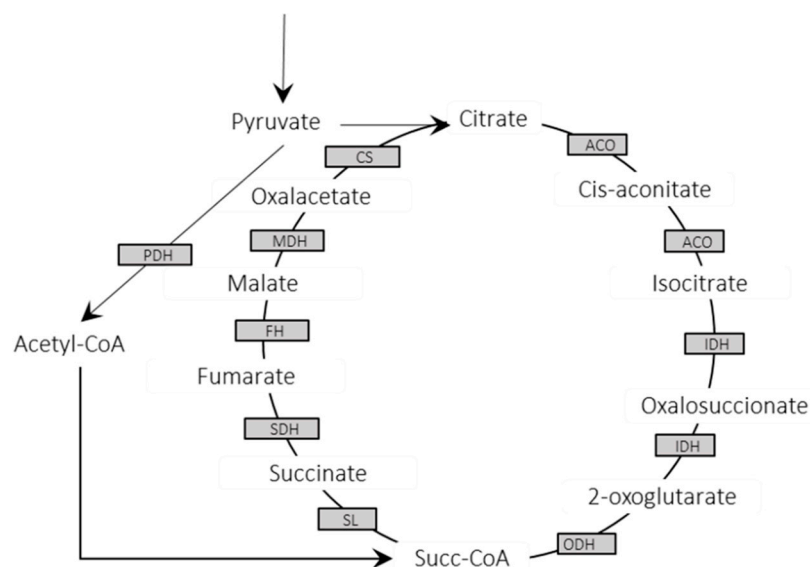 Pyruvate
Citrate
CS
ACO
Oxalacetate
Cis-aconitate
MDH
ACO
PDH
Malate
Isocitrate
FH
IDH
Acetyl-CoA
Fumarate
Oxalosuccionate
SDH
IDH
Succinate
2-oxoglutarate
SL
ODH
Succ-CoA